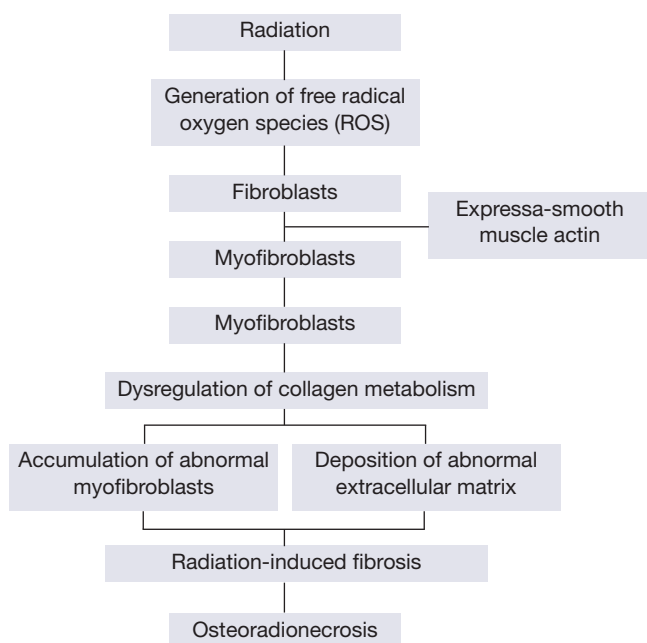 Radiation
Generation of free radical
oxygen species (ROS)
Fibroblasts
Expressa-smooth
muscle actin
Myofibroblasts
Myofibroblasts
Dysregulation of collagen metabolism
Accumulation of abnormal
myofibroblasts
Deposition of abnormal
extracellular matrix
Radiation-induced fibrosis
Osteoradionecrosis